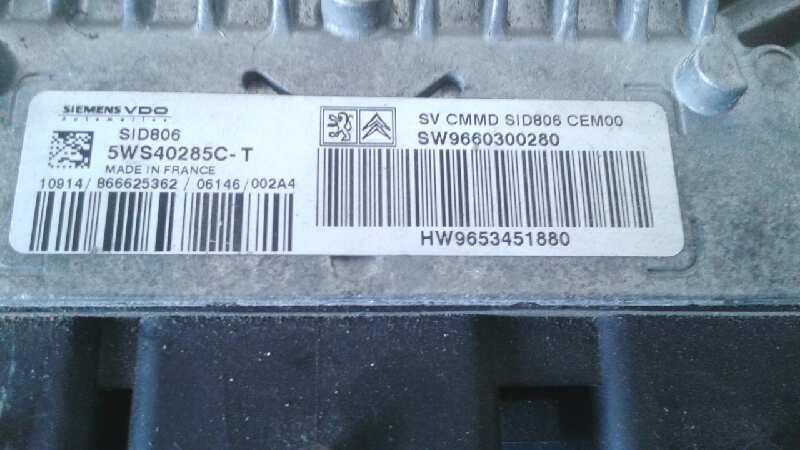 SIEMENS VDO
Automotive
SID806
5WS40285C-T
MADE IN FRANCE
10914/866625362/06146/002A4
SV CMMD SID806 CEM00
SW9660300280
HW9653451880